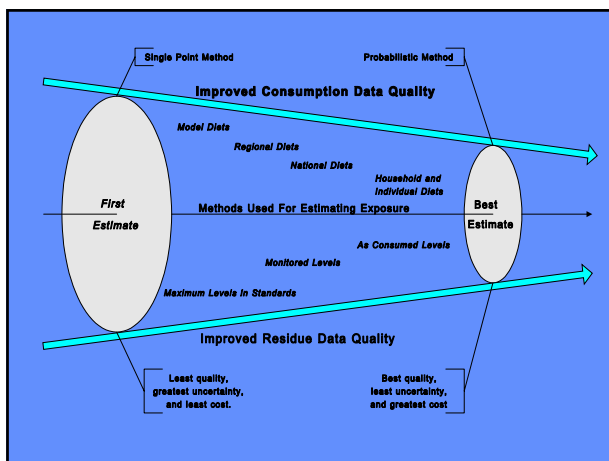 Single Point Method
Probabilistic Method
Improved Consumption Data Quality
Model Diets
Regional Diets
National Diets
Household and
Individual Diets
First
Estimate
Methods Used For Estimating Exposure
Best
Estimate
As Consumed Levels
Monitored Levels
Maximum Levels in Standards
Improved Residue Data Quality
Least quality,
greatest uncertainty,
and least cost.
Best quality,
least uncertainty,
and greatest cost